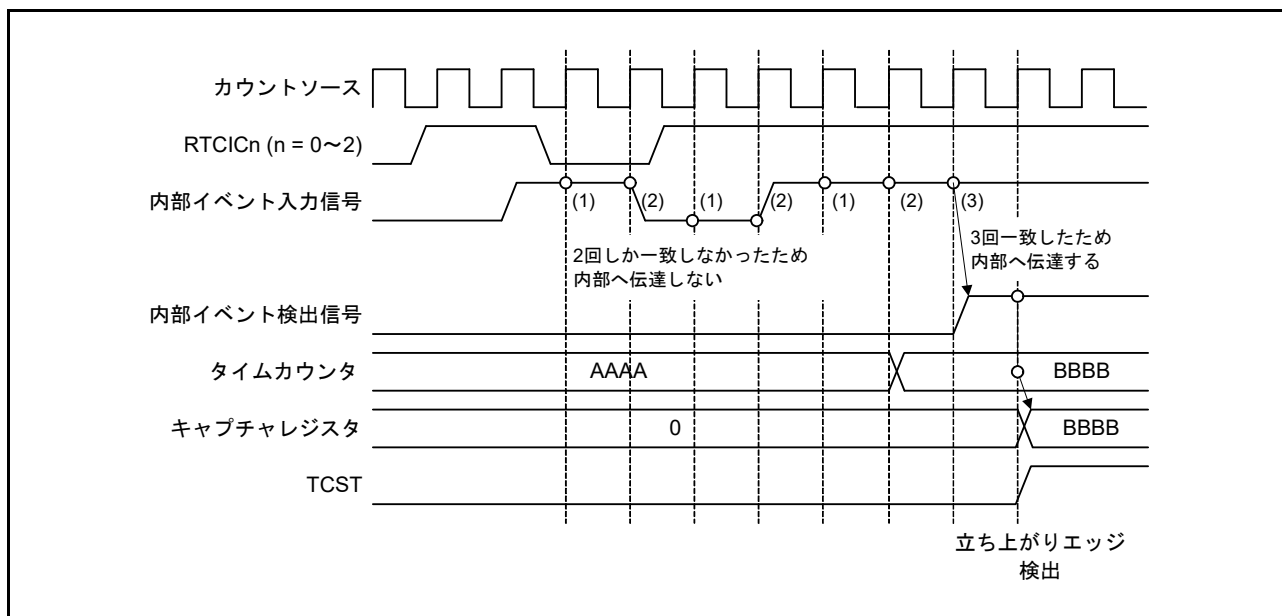 カウントソース
RTCICn (n = 0～2)
内部イベント入力信号
(1) (2) (1) (2) (1) (2) (3)
2回しか一致しなかったため
内部へ伝達しない
3回一致したため
内部へ伝達する
内部イベント検出信号
タイムカウンタ
AAAA
BBBB
キャプチャレジスタ
0
BBBB
TCST
立ち上がりエッジ
検出